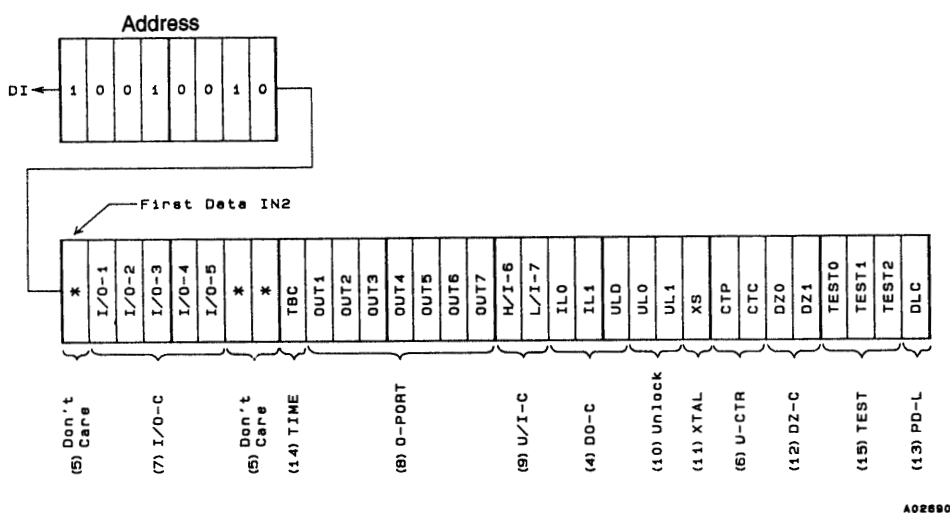 Address
DI 1 0 0 1 0 0 1 0
First Data IN2
* I/O-1 I/O-2 I/O-3 I/O-4 I/O-5 * * TBC OUT1 OUT2 OUT3 OUT4 OUT5 OUT6 OUT7 H/I-6 L/I-7 IL0 IL1 ULD UL0 UL1 XS CTP CTC DZ0 DZ1 TEST0 TEST1 TEST2 DLC
(5) Don't Care
(7) I/O-C
(5) Don't Care
(14) TIME
(8) O-PORT
(9) U/I-C
(4) DO-C
(10) Unlock
(11) XTAL
(6) U-CTR
(12) DZ-C
(15) TEST
(13) PD-L